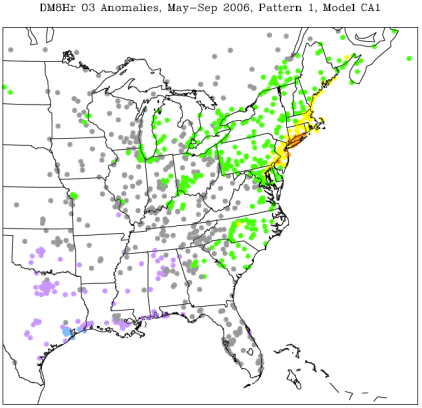 DM8Hr O3 Anomalies, May-Sep 2006, Pattern 1, Model CA1